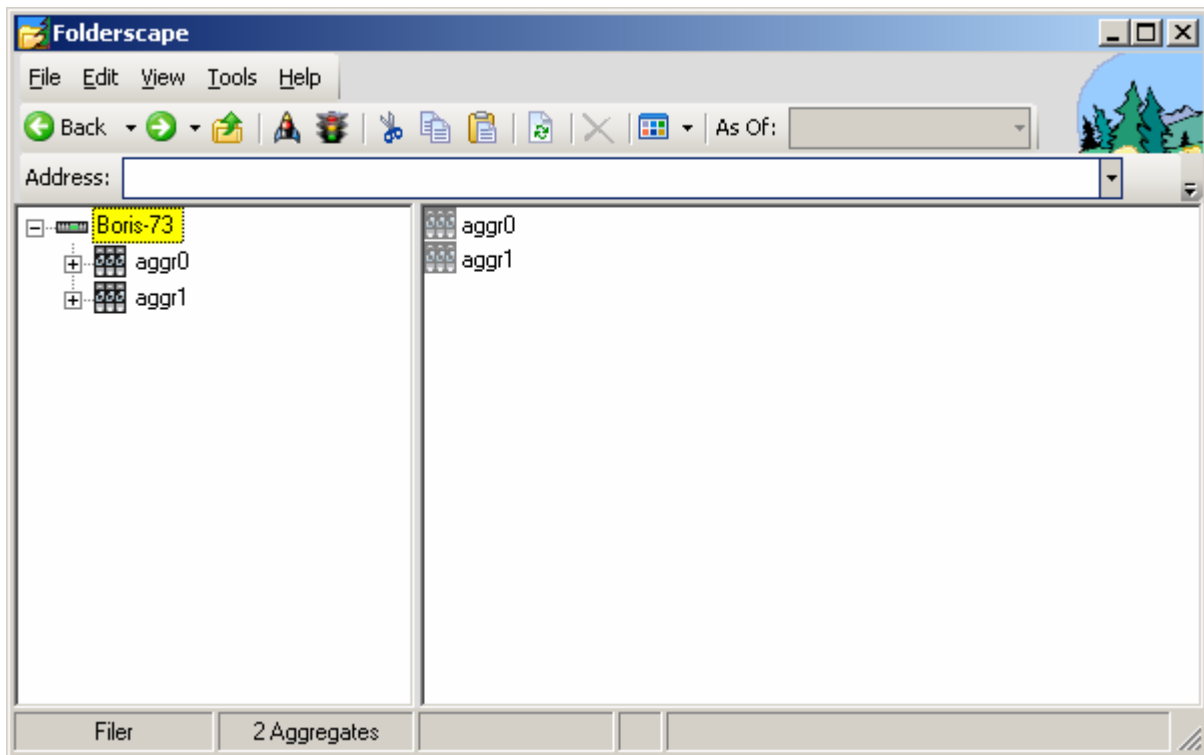 Folderscape
File Edit View Tools Help
Back As Of:
Address:
Boris-73
aggr0
aggr1
aggr0
aggr1
Filer 2 Aggregates